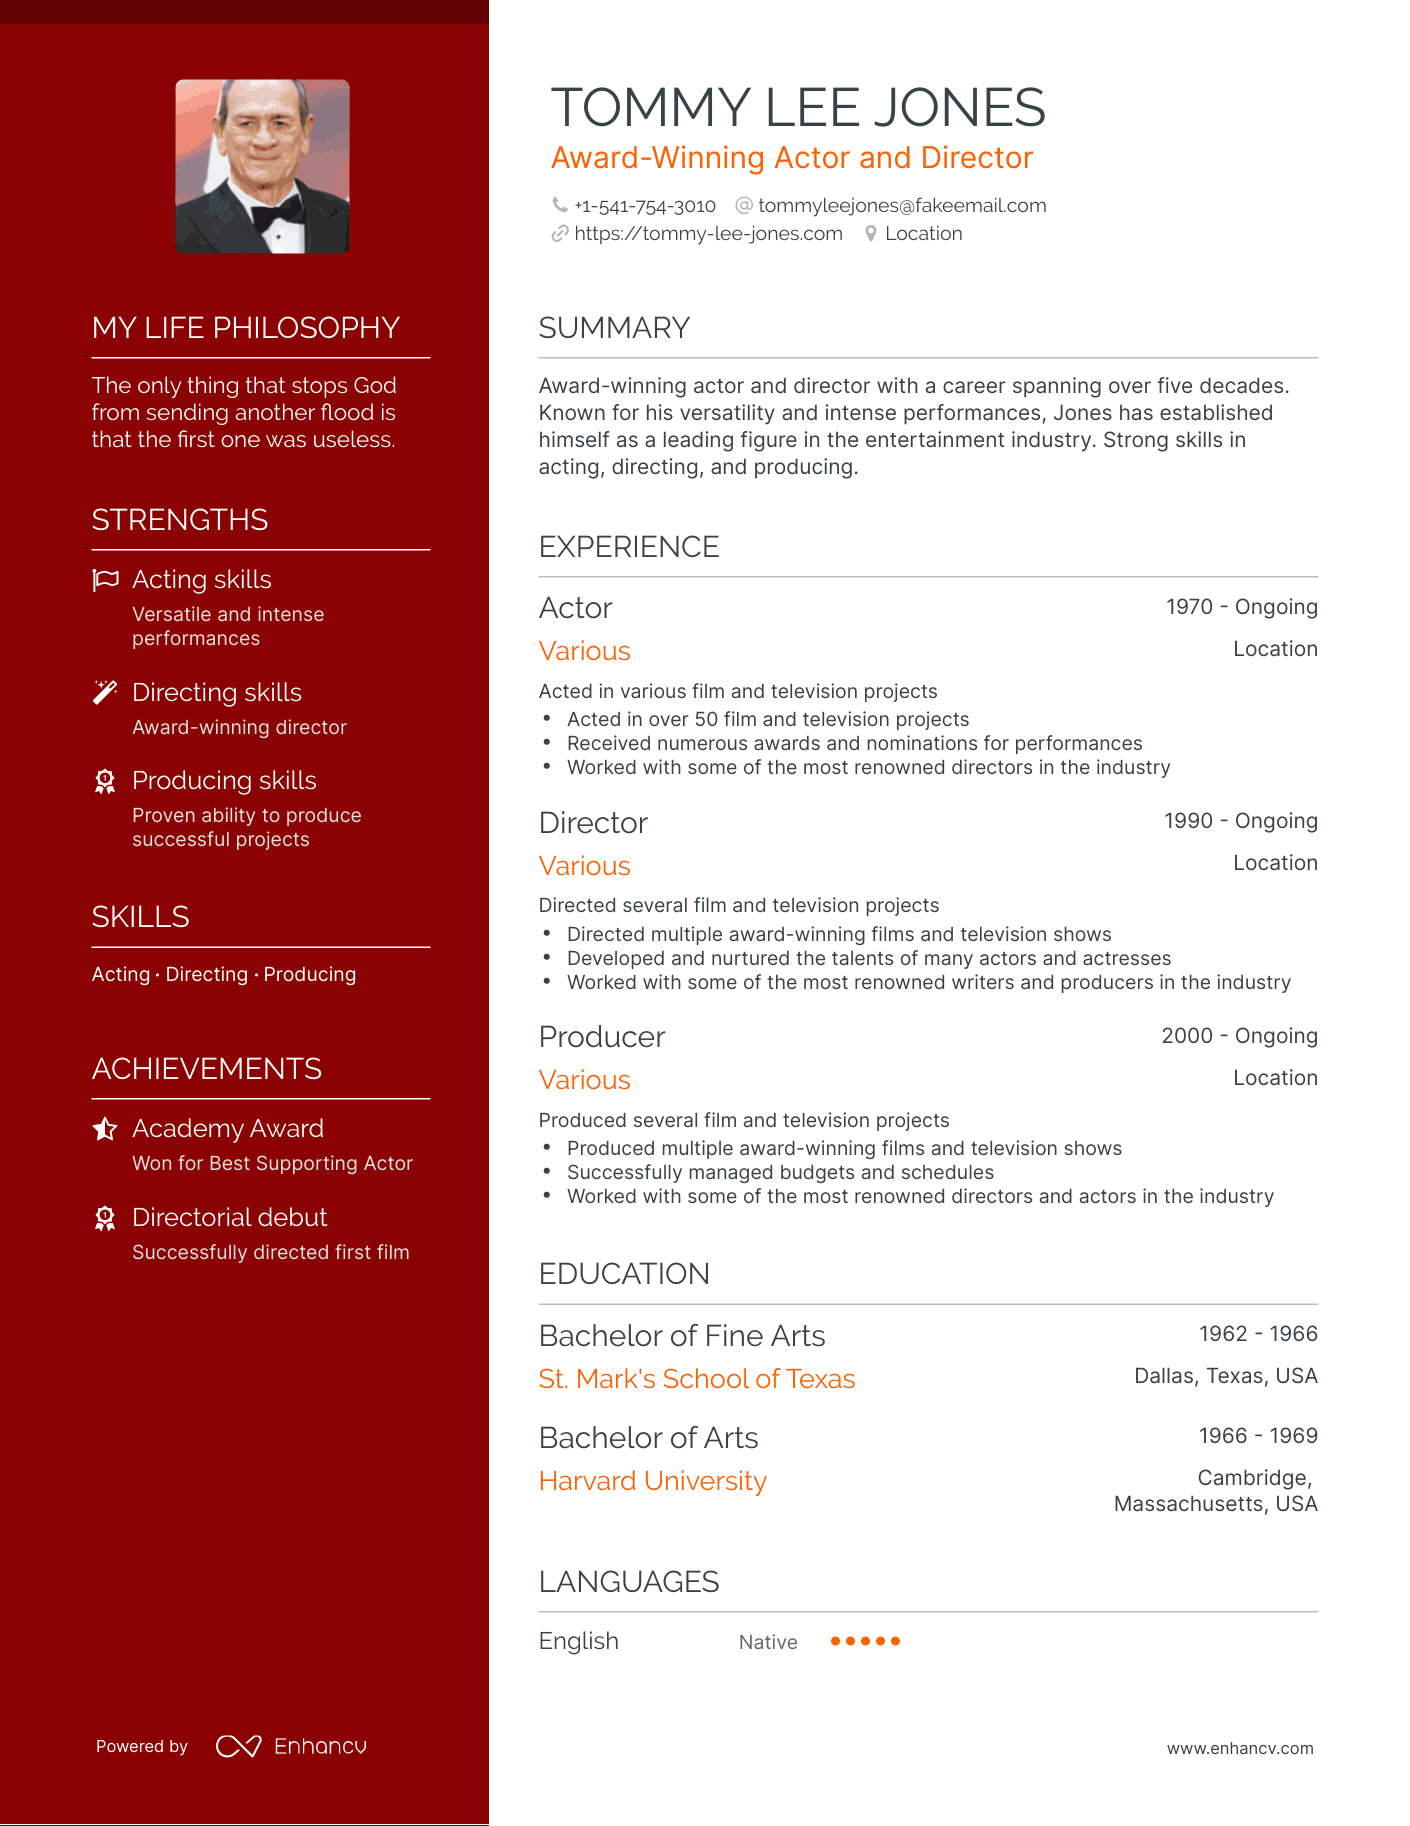 TOMMY LEE JONES
Award-Winning Actor and Director
+1-541-754-3010 @ tommyleejones@fakeemail.com
https://tommy-lee-jones.com Location
MY LIFE PHILOSOPHY
The only thing that stops God
from sending another flood is
that the first one was useless.
STRENGTHS
Acting skills
Versatile and intense
performances
Directing skills
Award-winning director
Producing skills
Proven ability to produce
successful projects
SKILLS
Acting · Directing · Producing
ACHIEVEMENTS
Academy Award
Won for Best Supporting Actor
Directorial debut
Successfully directed first film
Powered by Enhancv
SUMMARY
Award-winning actor and director with a career spanning over five decades.
Known for his versatility and intense performances, Jones has established
himself as a leading figure in the entertainment industry. Strong skills in
acting, directing, and producing.
EXPERIENCE
Actor 1970 - Ongoing
Various Location
Acted in various film and television projects
• Acted in over 50 film and television projects
• Received numerous awards and nominations for performances
• Worked with some of the most renowned directors in the industry
Director 1990 - Ongoing
Various Location
Directed several film and television projects
• Directed multiple award-winning films and television shows
• Developed and nurtured the talents of many actors and actresses
• Worked with some of the most renowned writers and producers in the industry
Producer 2000 - Ongoing
Various Location
Produced several film and television projects
• Produced multiple award-winning films and television shows
• Successfully managed budgets and schedules
• Worked with some of the most renowned directors and actors in the industry
EDUCATION
Bachelor of Fine Arts 1962 - 1966
St. Mark's School of Texas Dallas, Texas, USA
Bachelor of Arts 1966 - 1969
Harvard University Cambridge,
Massachusetts, USA
LANGUAGES
English Native
www.enhancv.com